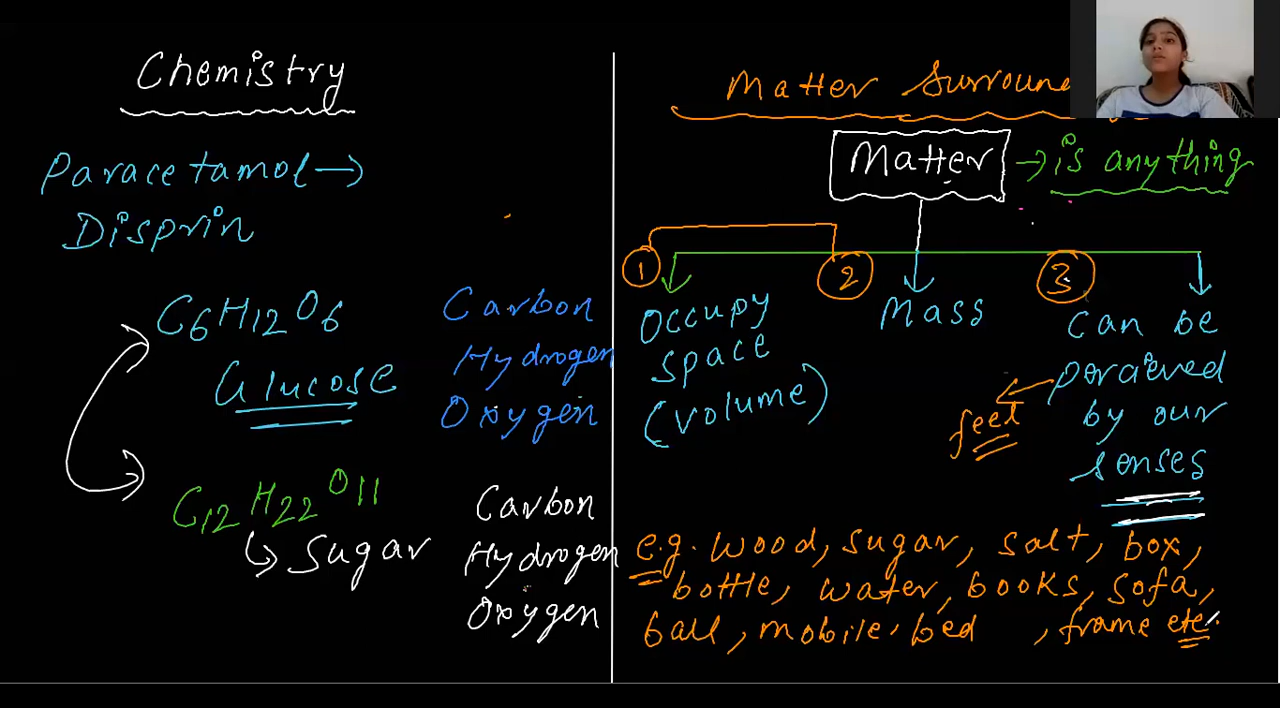 Chemistry
Paracetamol →
Disprin
C6H12O6
Glucose
Carbon
Hydrogen
Oxygen
C12H22O11
↳ Sugar
Carbon
Hydrogen
Oxygen
Matter Surroun
Matter → is anything
1 2 3
Occupy
space
(volume)
Mass
Can be
perceived
by our
senses
feel
e.g. wood, sugar, salt, box,
bottle, water, books, sofa,
ball, mobile, bed , frame etc.